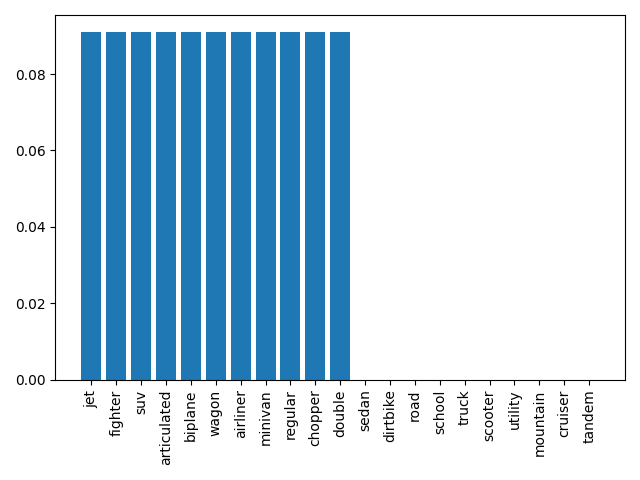 0.08
0.06
0.04
0.02
0.00
jet
fighter
suv
articulated
biplane
wagon
airliner
minivan
regular
chopper
double
sedan
dirtbike
road
school
truck
scooter
utility
mountain
cruiser
tandem